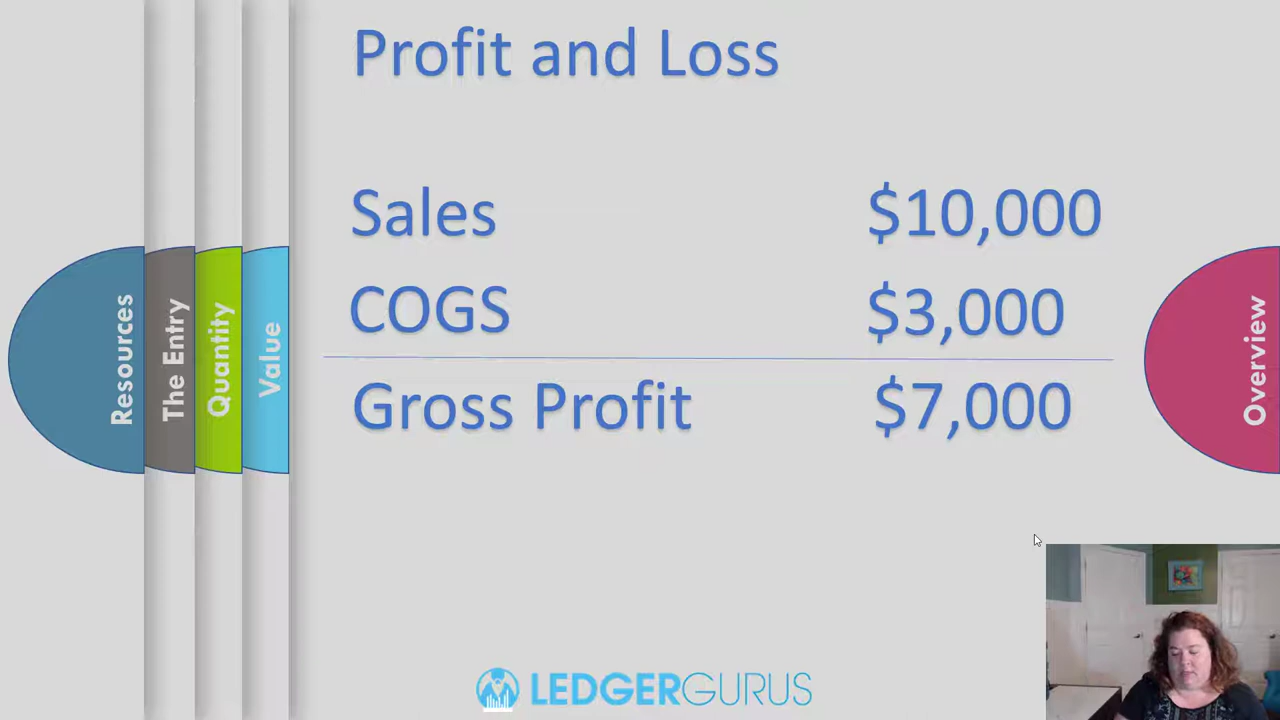 Profit and Loss
Sales $10,000
COGS $3,000
Gross Profit $7,000
Resources
The Entry
Quantity
Value
Overview
LEDGERGURUS